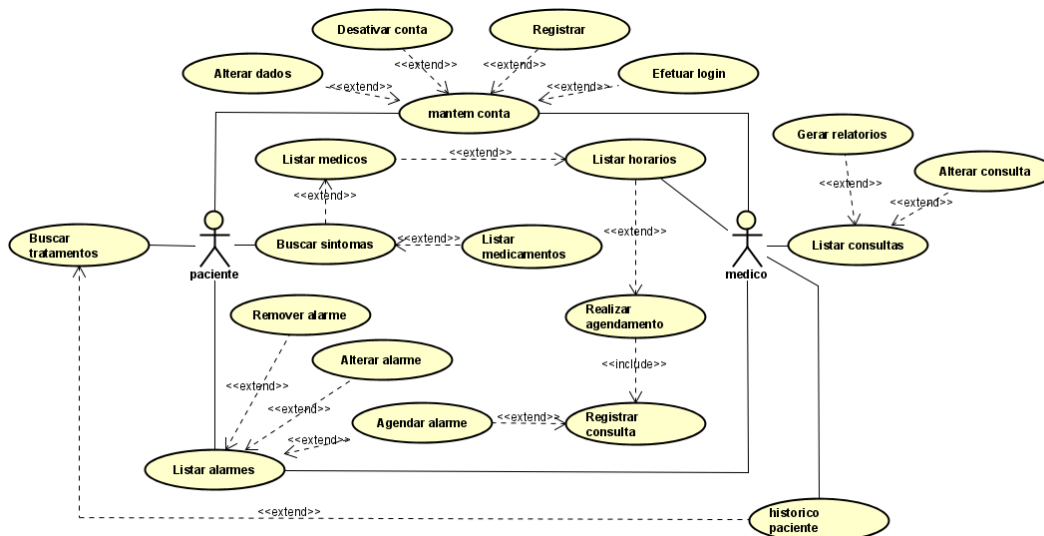 Desativar conta
Registrar
<<extend>>
<<extend>>
Alterar dados
Efetuar login
<<extend>>
<<extend>>
mantem conta
Gerar relatorios
Listar medicos
<<extend>>
Listar horarios
Alterar consulta
<<extend>>
<<extend>>
<<extend>>
<<extend>>
Buscar
tratamentos
paciente
Buscar sintomas
<<extend>>
Listar
medicamentos
medico
Listar consultas
Remover alarme
Realizar
agendamento
Alterar alarme
<<extend>>
<<extend>>
<<include>>
Agendar alarme
<<extend>>
Registrar
consulta
<<extend>>
Listar alarmes
<<extend>>
historico
paciente